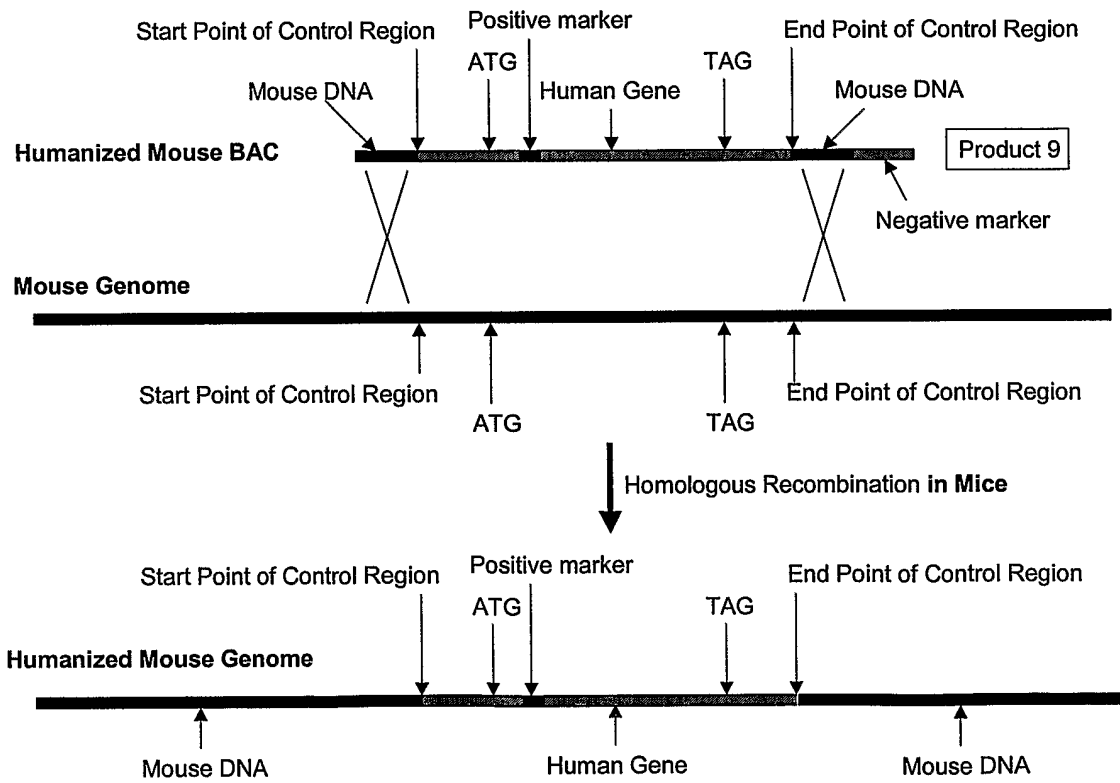 Positive marker
Start Point of Control Region
End Point of Control Region
ATG
TAG
Mouse DNA
Human Gene
Mouse DNA
Humanized Mouse BAC
Product 9
Negative marker
Mouse Genome
Start Point of Control Region
End Point of Control Region
ATG
TAG
Homologous Recombination in Mice
Positive marker
Start Point of Control Region
End Point of Control Region
ATG
TAG
Humanized Mouse Genome
Mouse DNA
Human Gene
Mouse DNA